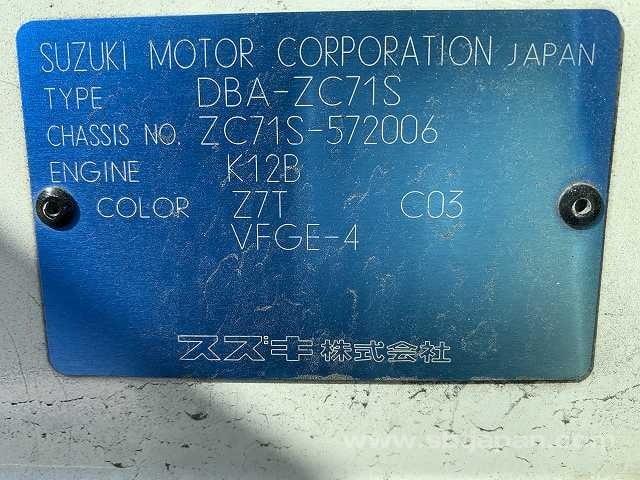 SUZUKI MOTOR CORPORATION JAPAN
TYPE DBA-ZC71S
CHASSIS NO. ZC71S-572006
ENGINE K12B
COLOR Z7T C03
VFGE-4
スズキ株式会社